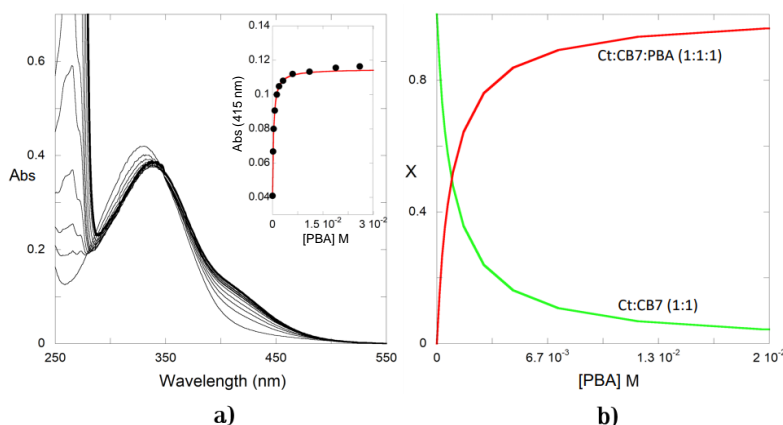 0.6
0.4
Abs
0.2
0
250
350
450
550
Wavelength (nm)
a)
0.14
0.12
0.10
0.08
0.06
0.04
Abs (415 nm)
0
1.5 10-2
3 10-2
[PBA] M
0.8
X
0.4
0
Ct:CB7:PBA (1:1:1)
Ct:CB7 (1:1)
0
6.7 10-3
1.3 10-2
2 10-2
[PBA] M
b)